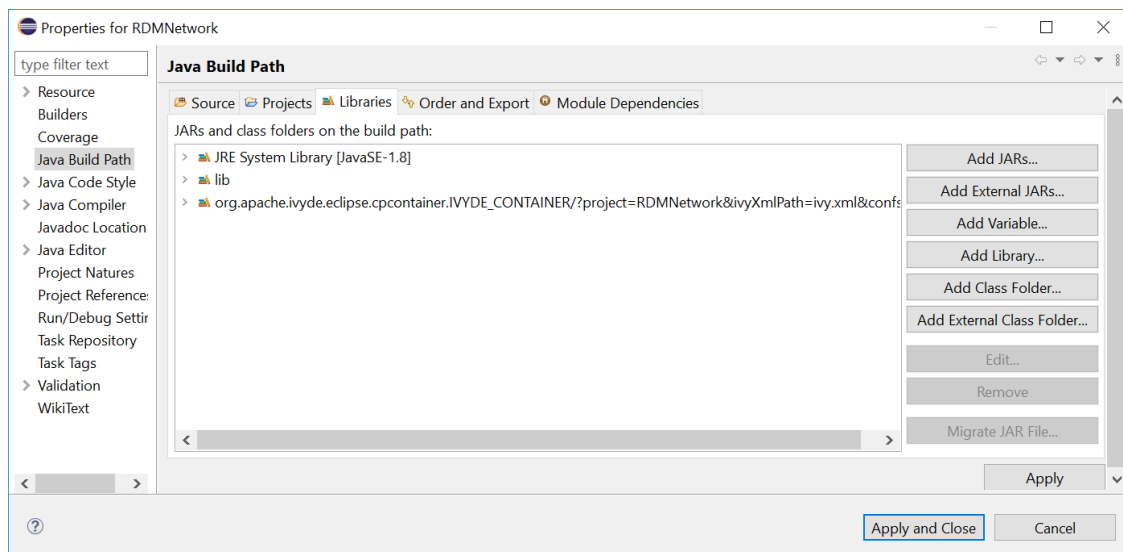 Properties for RDMNetwork
type filter text
Resource
Builders
Coverage
Java Build Path
Java Code Style
Java Compiler
Javadoc Location
Java Editor
Project Natures
Project References
Run/Debug Settir
Task Repository
Task Tags
Validation
WikiText
Java Build Path
Source Projects Libraries Order and Export Module Dependencies
JARs and class folders on the build path:
JRE System Library [JavaSE-1.8]
lib
org.apache.ivyde.eclipse.cpcontainer.IVYDE_CONTAINER/?project=RDMNetwork&ivyXmlPath=ivy.xml&confs
Add JARs...
Add External JARs...
Add Variable...
Add Library...
Add Class Folder...
Add External Class Folder...
Edit...
Remove
Migrate JAR File...
Apply
Apply and Close Cancel